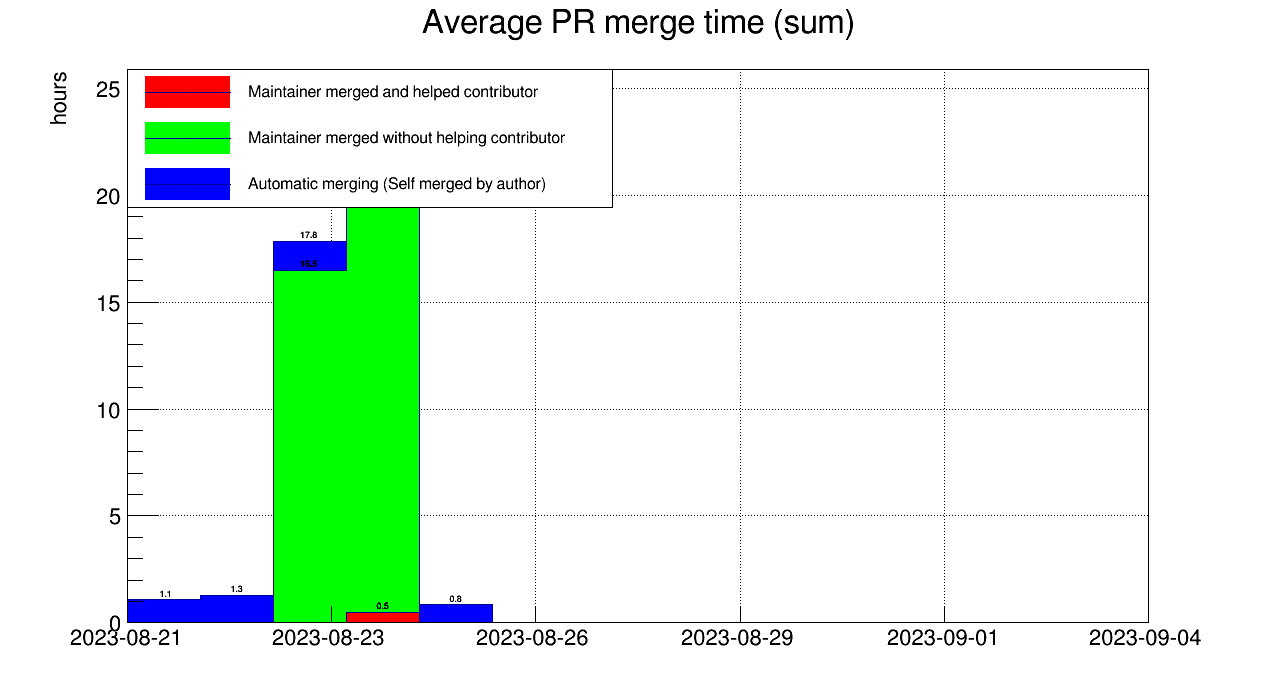 Average PR merge time (sum)
hours
25
20
15
10
5
0
Maintainer merged and helped contributor
Maintainer merged without helping contributor
Automatic merging (Self merged by author)
17.8
16.5
1.1
1.3
0.5
0.8
2023-08-21 2023-08-23 2023-08-26 2023-08-29 2023-09-01 2023-09-04